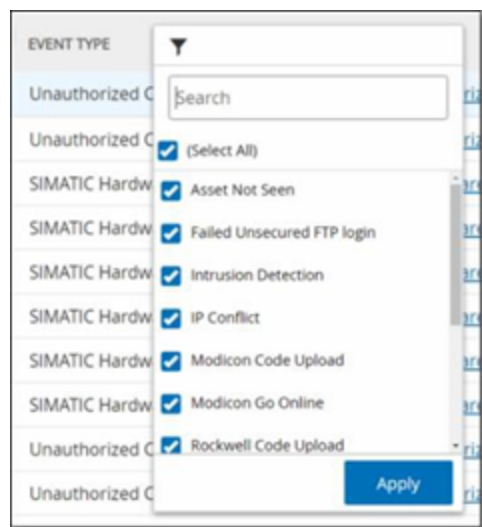 EVENT TYPE
Search
(Select All)
Unauthorized C
Unauthorized C
SIMATIC Hardw
SIMATIC Hardw
SIMATIC Hardw
SIMATIC Hardw
SIMATIC Hardw
SIMATIC Hardw
Unauthorized C
Unauthorized C
Asset Not Seen
Failed Unsecured FTP login
Intrusion Detection
IP Conflict
Modicon Code Upload
Modicon Go Online
Rockwell Code Upload
Apply